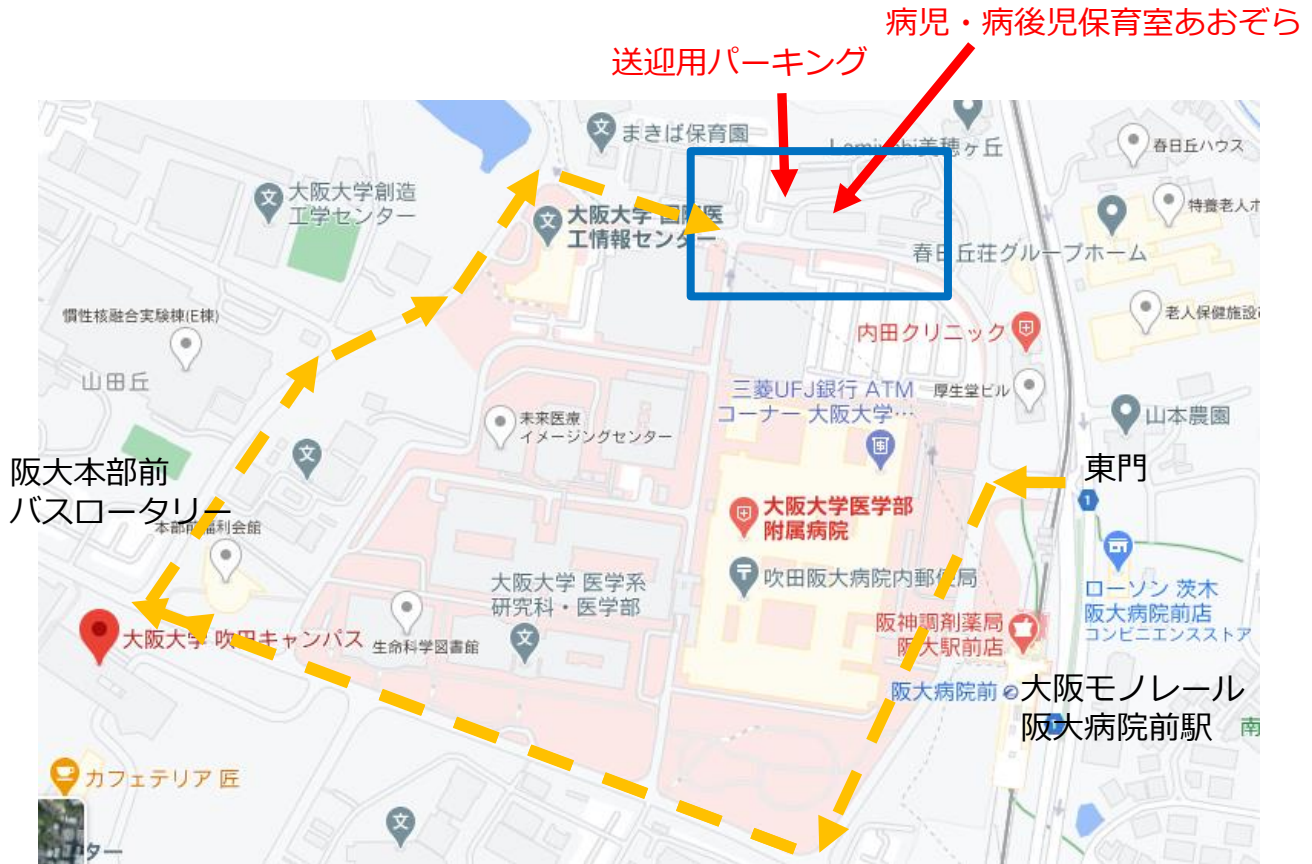 病児・病後児保育室あおぞら
送迎用パーキング
まきば保育園
美穂ヶ丘
春日丘ハウス
大阪大学創造
工学センター
大阪大学
工情報センター
特養老人ホ
春日丘荘グループホーム
慣性核融合実験棟(E棟)
老人保健施設
内田クリニック
山田丘
三菱UFJ銀行 ATM
コーナー 大阪大学…
厚生堂ビル
未来医療
イメージングセンター
山本農園
阪大本部前
バスロータリー
東門
1
大阪大学医学部
附属病院
本部前福利会館
吹田阪大病院内郵便局
大阪大学 医学系
研究科・医学部
ローソン 茨木
阪大病院前店
コンビニエンスストア
阪神調剤薬局
阪大駅前店
大阪大学 吹田キャンパス
生命科学図書館
阪大病院前
大阪モノレール
阪大病院前駅
南
カフェテリア 匠
ター